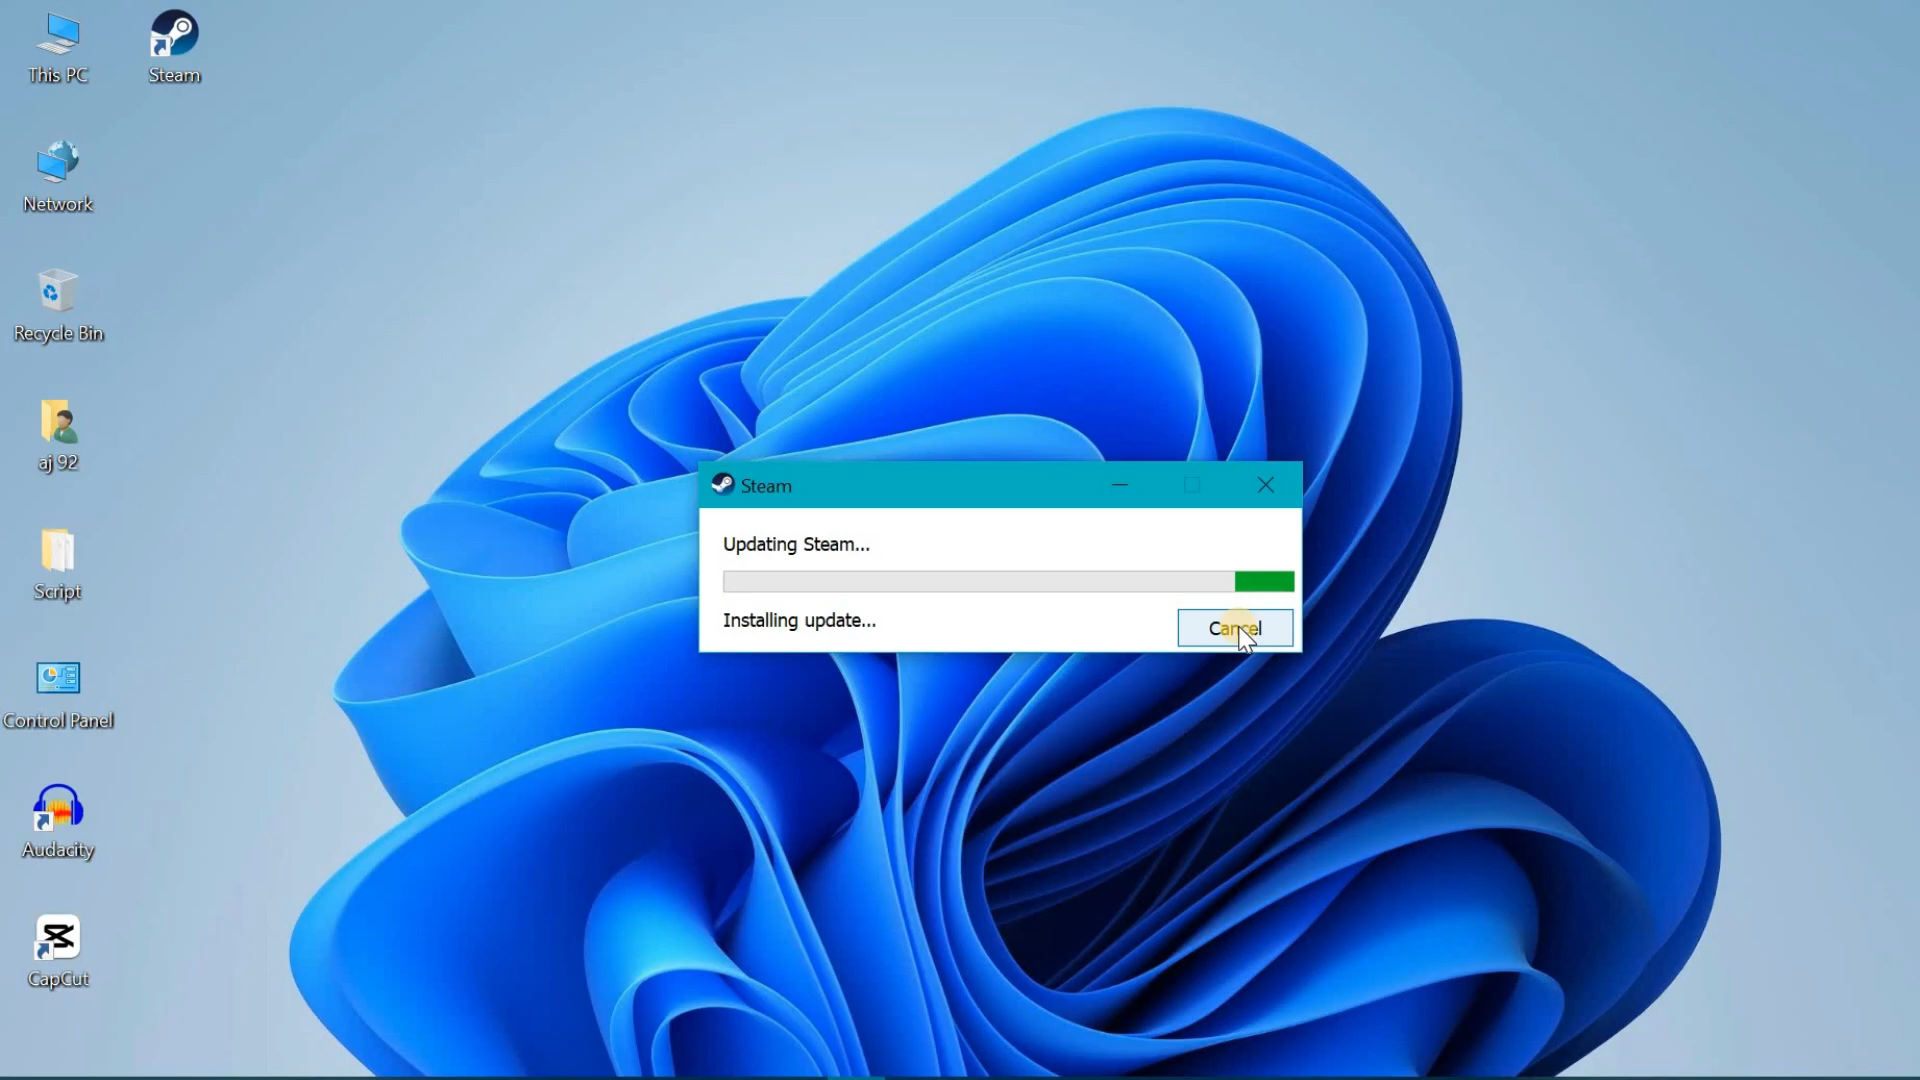 This PC
Steam
Network
Recycle Bin
aj 92
Script
Control Panel
Audacity
CapCut
Steam
Updating Steam...
Installing update...
Cancel